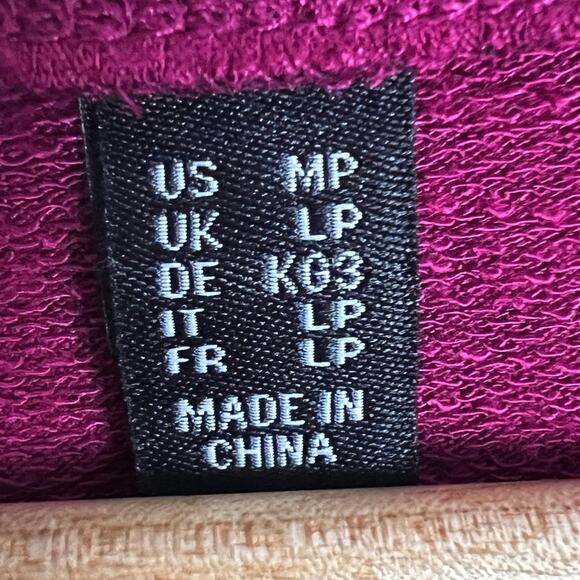 US MP
UK LP
DE KG3
IT LP
FR LP
MADE IN
CHINA